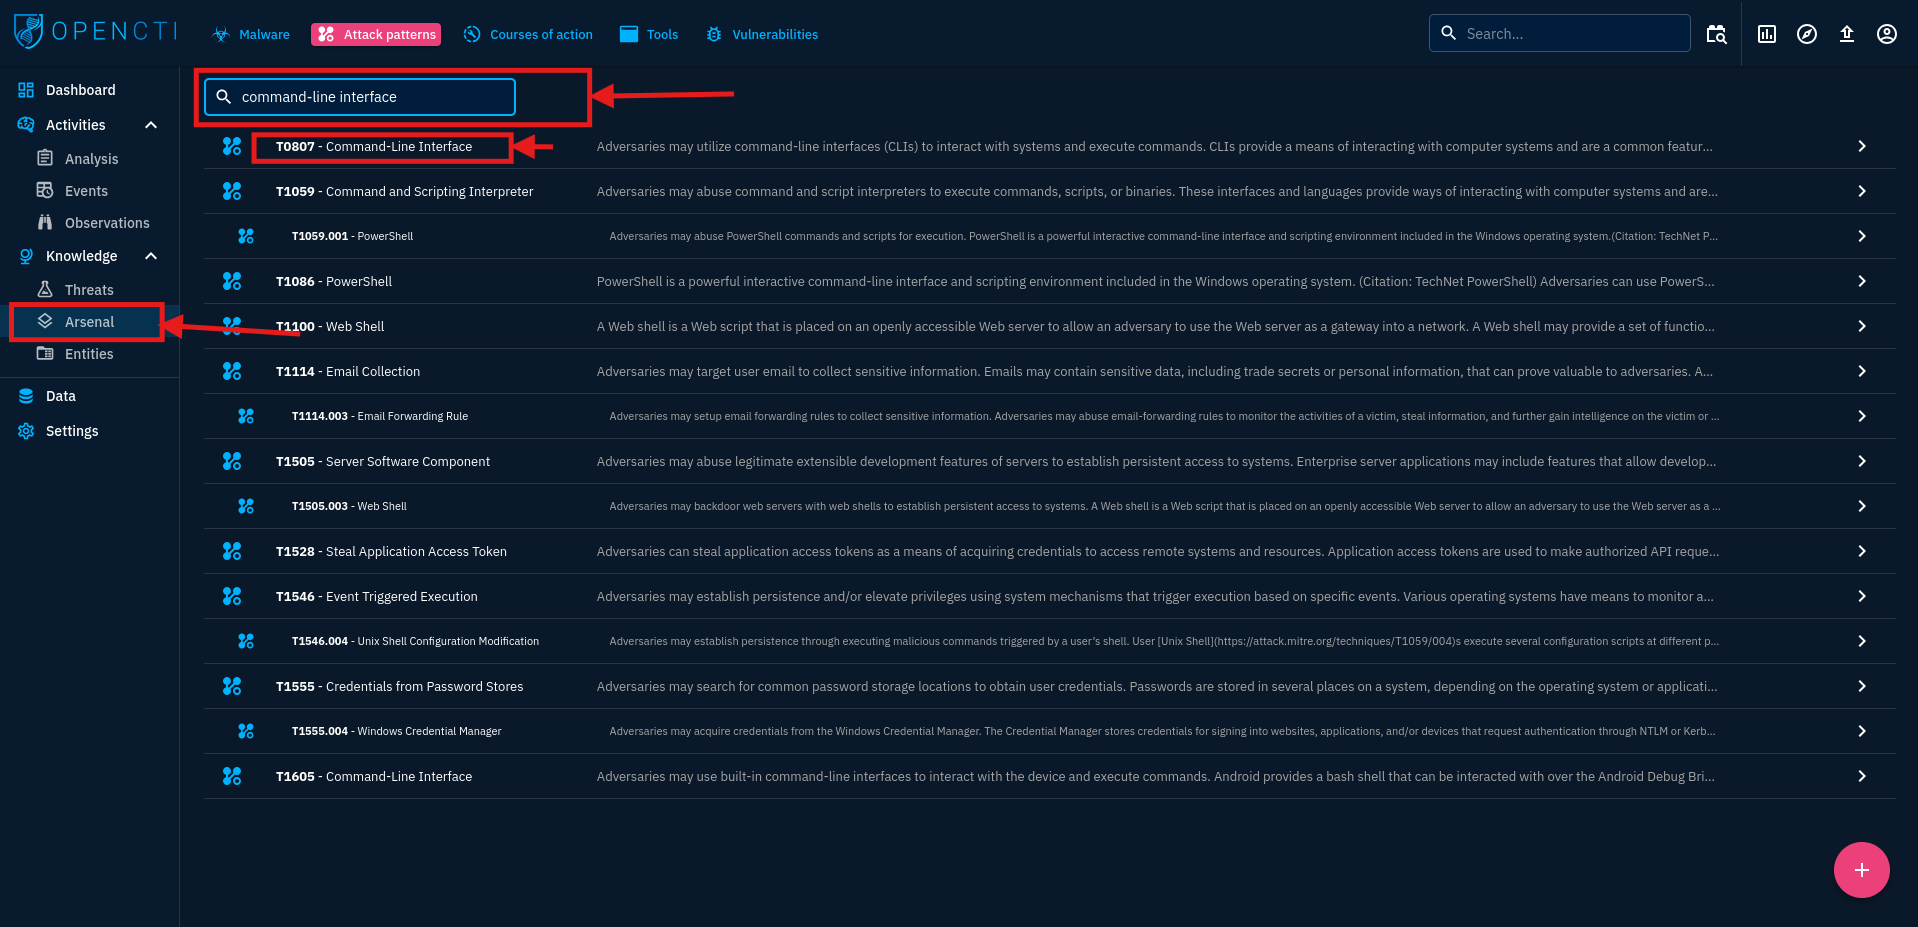 OPENCTI
Malware
Attack patterns
Courses of action
Tools
Vulnerabilities
Search...
Dashboard
Activities
Analysis
Events
Observations
Knowledge
Threats
Arsenal
Entities
Data
Settings
command-line interface
T0807 - Command-Line Interface Adversaries may utilize command-line interfaces (CLIs) to interact with systems and execute commands. CLIs provide a means of interacting with computer systems and are a common featur...
T1059 - Command and Scripting Interpreter Adversaries may abuse command and script interpreters to execute commands, scripts, or binaries. These interfaces and languages provide ways of interacting with computer systems and are...
T1059.001 - PowerShell Adversaries may abuse PowerShell commands and scripts for execution. PowerShell is a powerful interactive command-line interface and scripting environment included in the Windows operating system.(Citation: TechNet P...
T1086 - PowerShell PowerShell is a powerful interactive command-line interface and scripting environment included in the Windows operating system. (Citation: TechNet PowerShell) Adversaries can use PowerS...
T1100 - Web Shell A Web shell is a Web script that is placed on an openly accessible Web server to allow an adversary to use the Web server as a gateway into a network. A Web shell may provide a set of functio...
T1114 - Email Collection Adversaries may target user email to collect sensitive information. Emails may contain sensitive data, including trade secrets or personal information, that can prove valuable to adversaries. A...
T1114.003 - Email Forwarding Rule Adversaries may setup email forwarding rules to collect sensitive information. Adversaries may abuse email-forwarding rules to monitor the activities of a victim, steal information, and further gain intelligence on the victim or ...
T1505 - Server Software Component Adversaries may abuse legitimate extensible development features of servers to establish persistent access to systems. Enterprise server applications may include features that allow develop...
T1505.003 - Web Shell Adversaries may backdoor web servers with web shells to establish persistent access to systems. A Web shell is a Web script that is placed on an openly accessible Web server to allow an adversary to use the Web server as a ...
T1528 - Steal Application Access Token Adversaries can steal application access tokens as a means of acquiring credentials to access remote systems and resources. Application access tokens are used to make authorized API reque...
T1546 - Event Triggered Execution Adversaries may establish persistence and/or elevate privileges using system mechanisms that trigger execution based on specific events. Various operating systems have means to monitor a...
T1546.004 - Unix Shell Configuration Modification Adversaries may establish persistence through executing malicious commands triggered by a user's shell. User [Unix Shell](https://attack.mitre.org/techniques/T1059/004)s execute several configuration scripts at different p...
T1555 - Credentials from Password Stores Adversaries may search for common password storage locations to obtain user credentials. Passwords are stored in several places on a system, depending on the operating system or applicati...
T1555.004 - Windows Credential Manager Adversaries may acquire credentials from the Windows Credential Manager. The Credential Manager stores credentials for signing into websites, applications, and/or devices that request authentication through NTLM or Kerb...
T1605 - Command-Line Interface Adversaries may use built-in command-line interfaces to interact with the device and execute commands. Android provides a bash shell that can be interacted with over the Android Debug Bri...